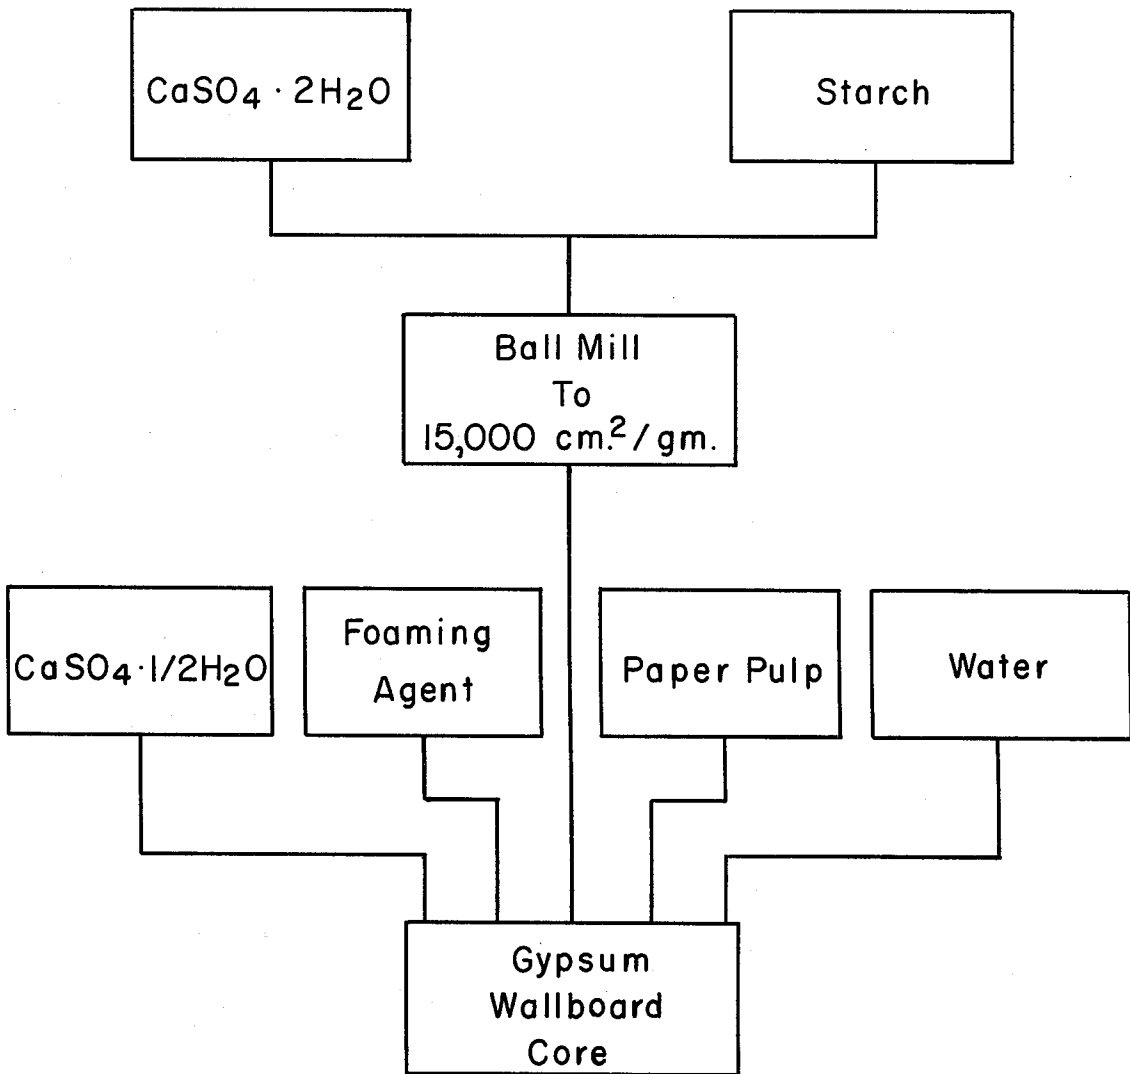 CaSO₄ · 2H₂O
Starch
Ball Mill
To
15,000 cm.²/gm.
CaSO₄·1/2H₂O
Foaming
Agent
Paper Pulp
Water
Gypsum
Wallboard
Core